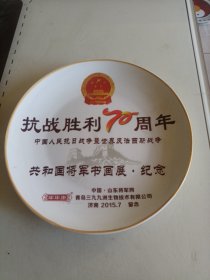 抗战胜利70周年
中国人民抗日战争暨世界反法西斯战争
共和国将军书画展·纪念
中国·山东将军网
青岛三九九洲生物技术有限公司
济南 2015.7 留念